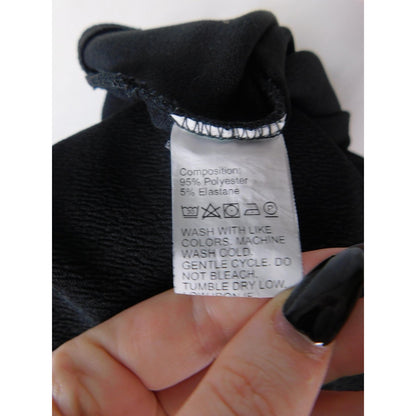 Composition:
95% Polyester
5% Elastane
WASH WITH LIKE
COLORS. MACHINE
WASH COLD.
GENTLE CYCLE. DO
NOT BLEACH.
TUMBLE DRY LOW.